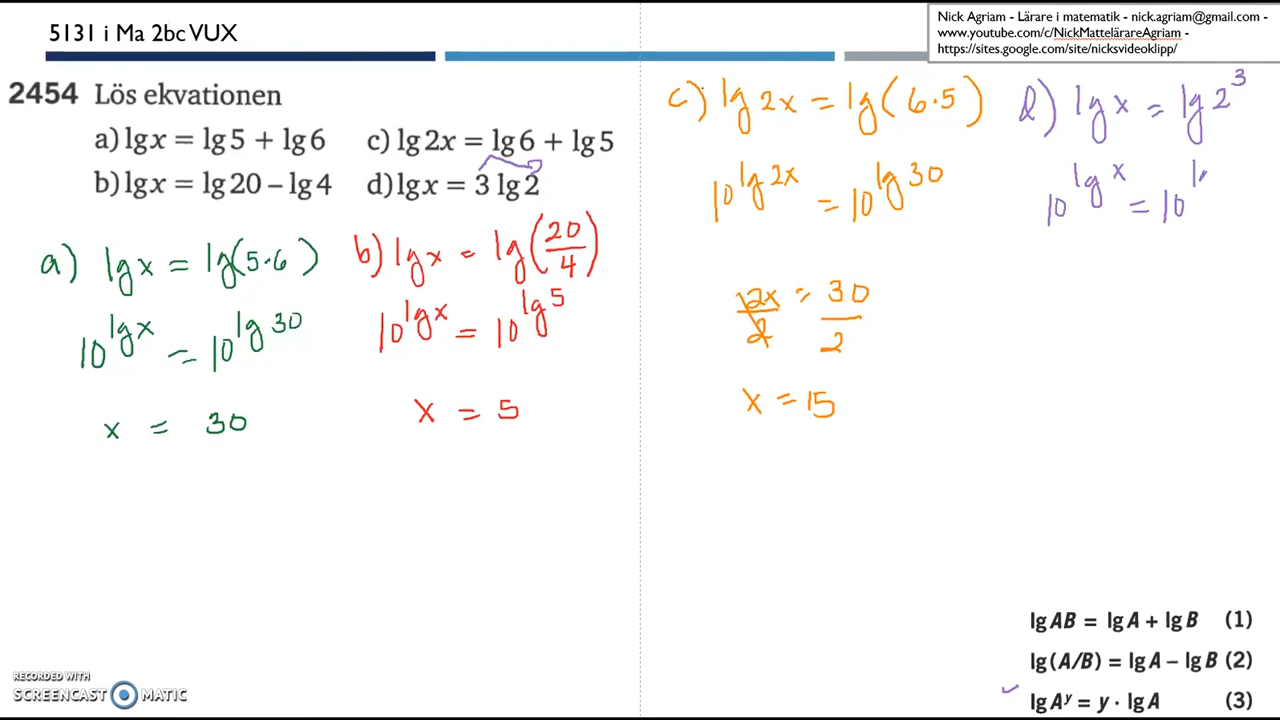 5131 i Ma 2bc VUX
Nick Agriam - Lärare i matematik - nick.agriam@gmail.com -
www.youtube.com/c/NickMattelärareAgriam -
https://sites.google.com/site/nicksvideoklipp/
2454 Lös ekvationen
a) lg x = lg 5 + lg 6
c) lg 2x = lg 6 + lg 5
b) lg x = lg 20 – lg 4
d) lg x = 3 lg 2
a) lg x = lg(5·6)
10^lg x = 10^lg 30
x = 30
b) lg x = lg(20/4)
10^lg x = 10^lg 5
x = 5
c) lg 2x = lg(6·5)
10^lg 2x = 10^lg 30
2x/2 = 30/2
x = 15
d) lg x = lg 2^3
10^lg x = 10^l
lg AB = lg A + lg B (1)
lg(A/B) = lg A – lg B (2)
lg A^y = y · lg A (3)
RECORDED WITH
SCREENCAST MATIC